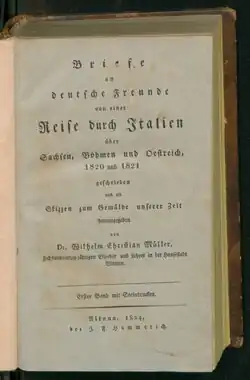 Briefe
an
deutsche Freunde
von einer
Reise durch Italien
über
Sachsen, Böhmen und Oestreich,
1820 und 1821
geschrieben
und als
Skizzen zum Gemälde unserer Zeit
herausgegeben
von
Dr. Wilhelm Christian Müller,
Bremen.
Erster Band mit Steindrucken.
Altona, 1824,
bei J. F. Hammerich.